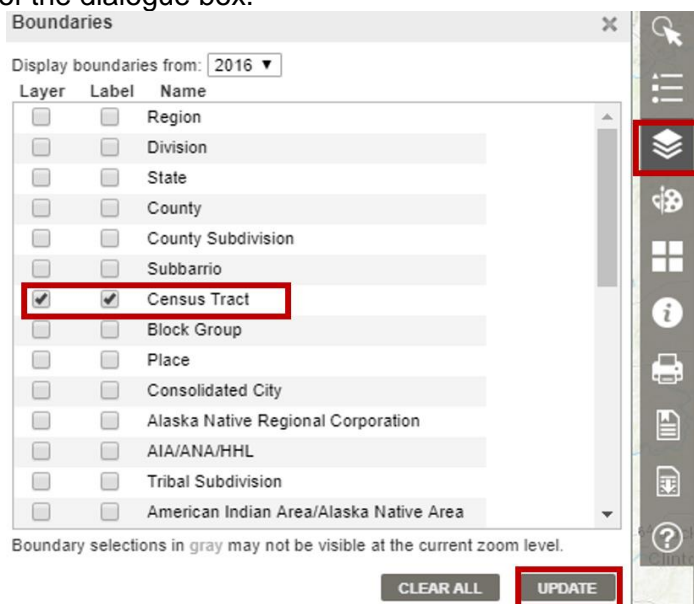 of the dialogue box.
Boundaries
Display boundaries from: 2016 ▼
Layer Label Name
Region
Division
State
County
County Subdivision
Subbarrio
Census Tract
Block Group
Place
Consolidated City
Alaska Native Regional Corporation
AIA/ANA/HHL
Tribal Subdivision
American Indian Area/Alaska Native Area
Boundary selections in gray may not be visible at the current zoom level.
CLEAR ALL UPDATE